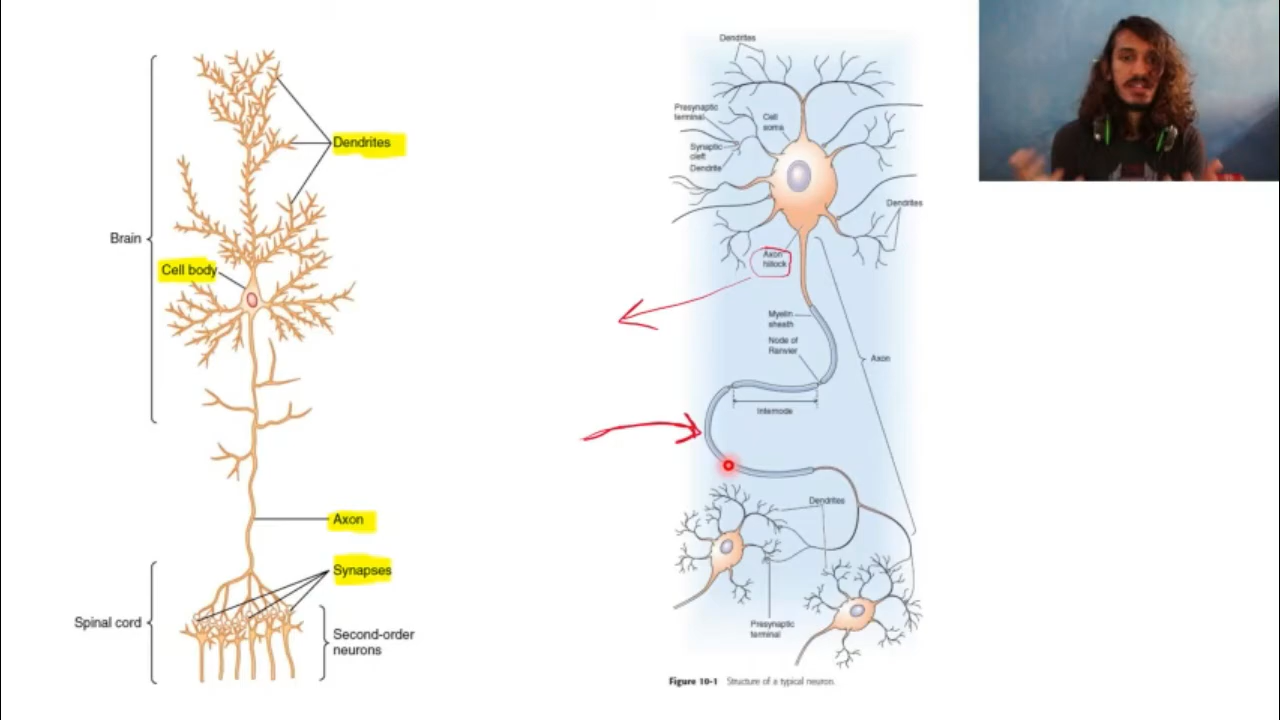 Dendrites
Brain
Cell body
Axon
Synapses
Spinal cord
Second-order
neurons
Dendrites
Presynaptic
terminal
Cell
soma
Synaptic
cleft
Dendrite
Dendrites
Axon
hillock
Myelin
sheath
Node of
Ranvier
Axon
Internode
Dendrites
Presynaptic
terminal
Figure 10-1 Structure of a typical neuron.